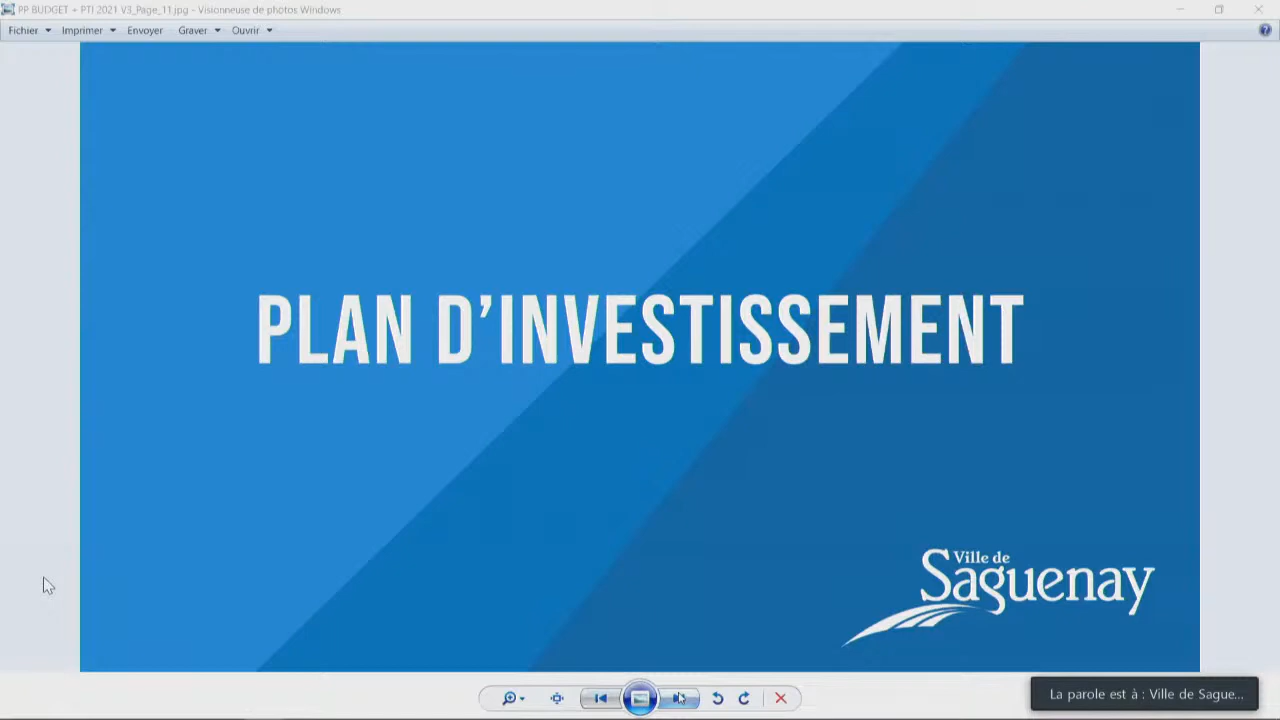 PP BUDGET + PTI 2021 V3_Page_11.jpg - Visionneuse de photos Windows
Fichier Imprimer Envoyer Graver Ouvrir
PLAN D’INVESTISSEMENT
Ville de
Saguenay
La parole est à : Ville de Sague...